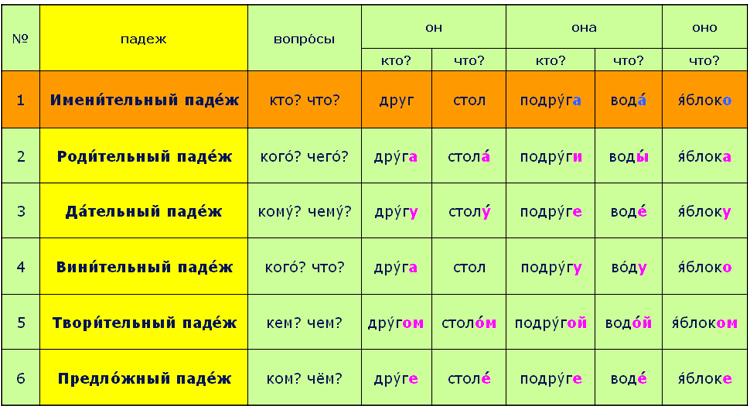 № падеж вопро́сы он она оно
кто? что? кто? что? что?
1 Имени́тельный паде́ж кто? что? друг стол подру́га вода́ я́блоко
2 Роди́тельный паде́ж кого́? чего́? дру́га стола́ подру́ги воды́ я́блока
3 Да́тельный паде́ж кому́? чему́? дру́гу столу́ подру́ге воде́ я́блоку
4 Вини́тельный паде́ж кого́? что? дру́га стол подру́гу во́ду я́блоко
5 Твори́тельный паде́ж кем? чем? дру́гом столо́м подру́гой водо́й я́блоком
6 Предло́жный паде́ж ком? чём? дру́ге столе́ подру́ге воде́ я́блоке